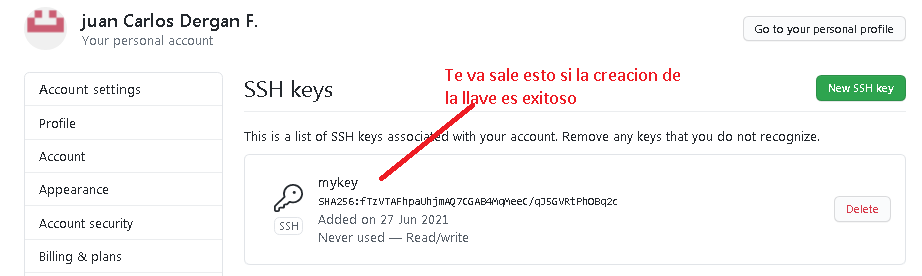 juan Carlos Dergan F.
Your personal account
Go to your personal profile
Account settings
Profile
Account
Appearance
Account security
Billing & plans
SSH keys
Te va sale esto si la creacion de
la llave es exitoso
New SSH key
This is a list of SSH keys associated with your account. Remove any keys that you do not recognize.
mykey
SHA256:fTzVTAFhpaUhjmAQ7CGAB4MqMeeC/qJ5GVRtPhOBq2c
SSH
Added on 27 Jun 2021
Never used — Read/write
Delete